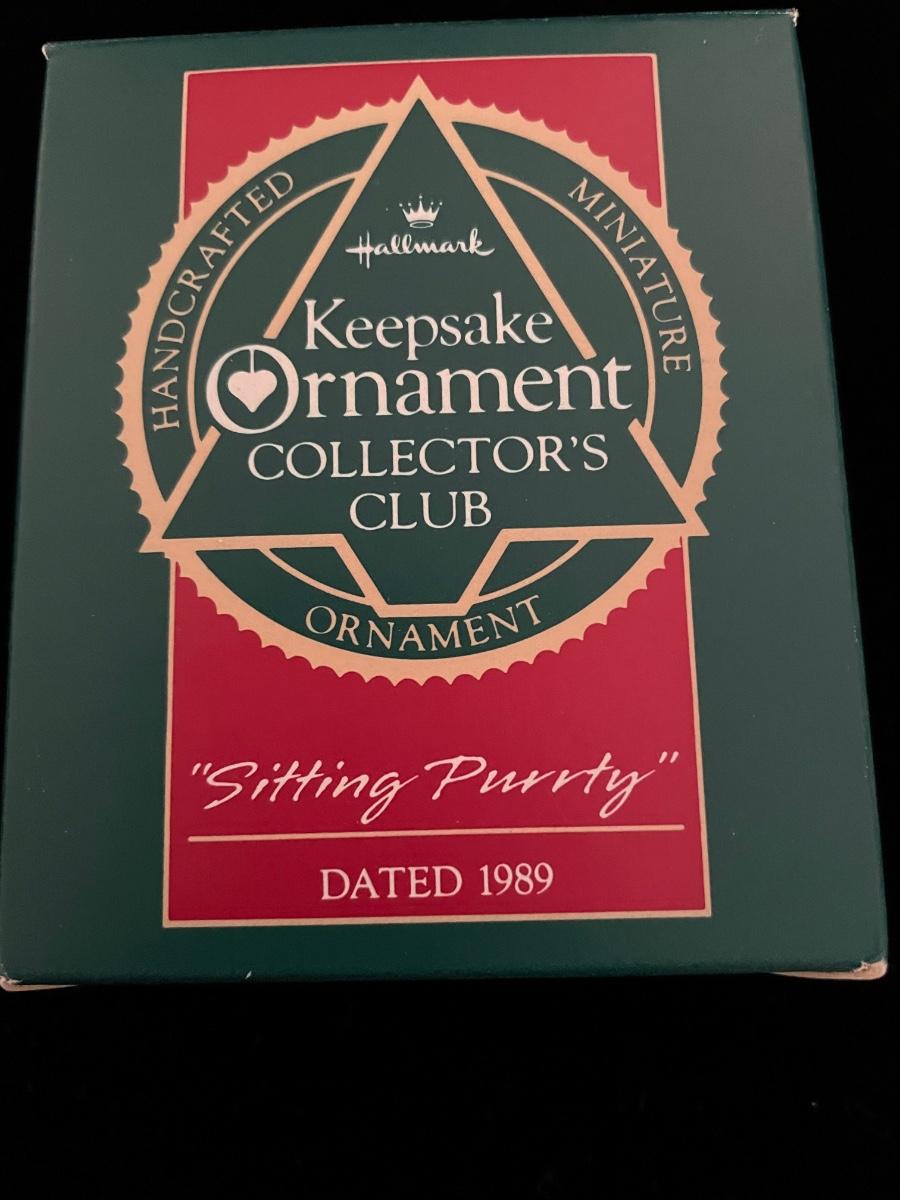 HANDCRAFTED
MINIATURE
Hallmark
Keepsake
Ornament
COLLECTOR'S
CLUB
ORNAMENT
"Sitting Purrty"
DATED 1989